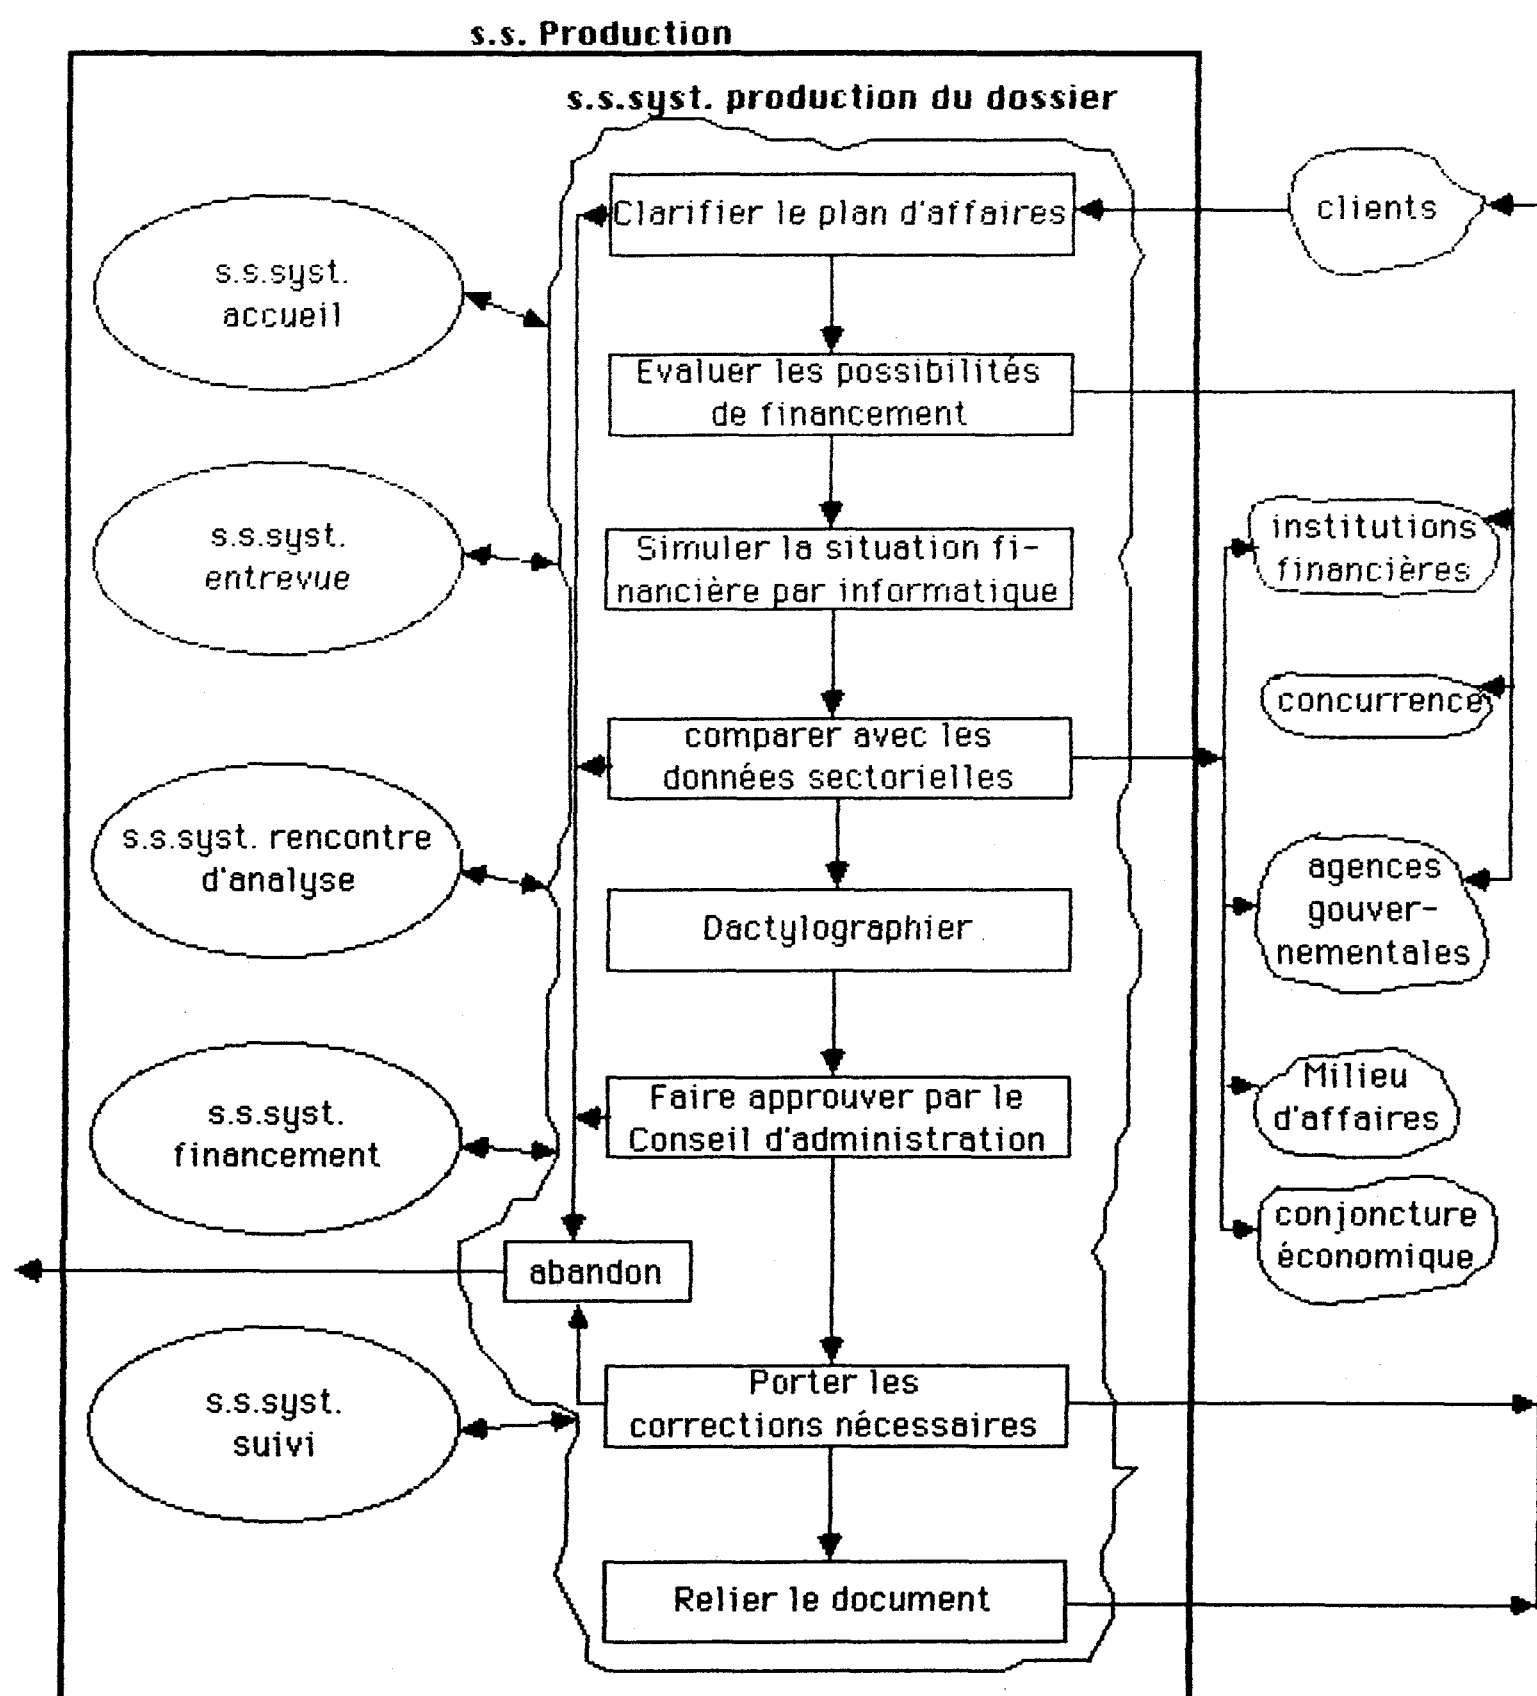 s.s. Production
s.s.syst. production du dossier
Clarifier le plan d'affaires
clients
s.s.syst.
accueil
Evaluer les possibilités
de financement
s.s.syst.
entrevue
Simuler la situation fi-
nancière par informatique
institutions
financières
concurrence
comparer avec les
données sectorielles
s.s.syst. rencontre
d'analyse
agences
gouver-
nementales
Dactylographier
s.s.syst.
financement
Faire approuver par le
Conseil d'administration
Milieu
d'affaires
conjoncture
économique
abandon
s.s.syst.
suivi
Porter les
corrections nécessaires
Relier le document